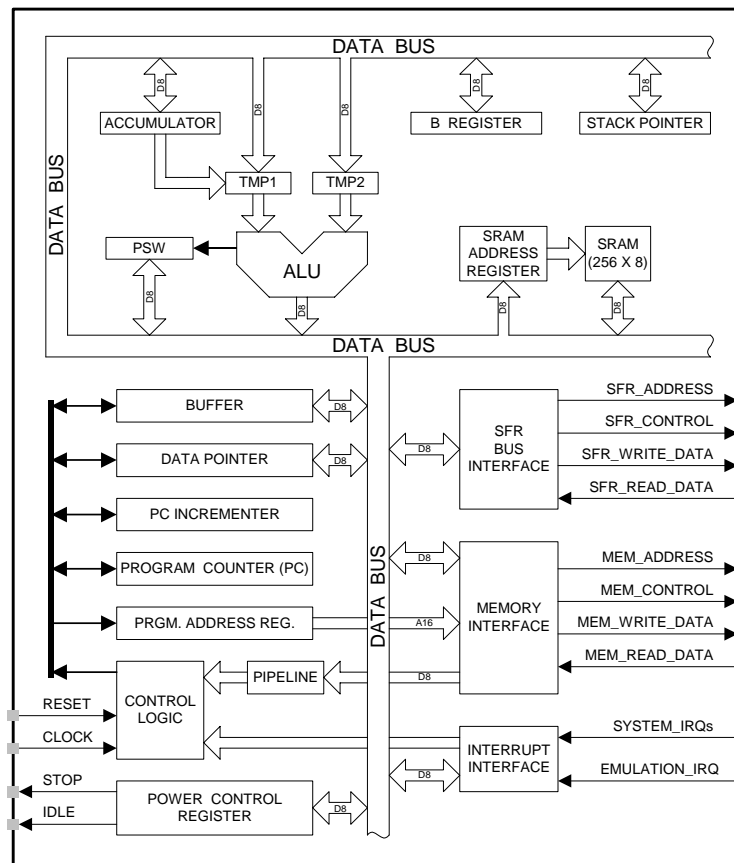 DATA BUS
D8
D8
D8
D8
D8
ACCUMULATOR
B REGISTER
STACK POINTER
DATA BUS
TMP1
TMP2
PSW
ALU
SRAM
ADDRESS
REGISTER
SRAM
(256 X 8)
D8
D8
D8
D8
DATA BUS
BUFFER
D8
DATA POINTER
D8
PC INCREMENTER
PROGRAM COUNTER (PC)
PRGM. ADDRESS REG.
A16
DATA BUS
D8
SFR
BUS
INTERFACE
SFR_ADDRESS
SFR_CONTROL
SFR_WRITE_DATA
SFR_READ_DATA
D8
MEMORY
INTERFACE
MEM_ADDRESS
MEM_CONTROL
MEM_WRITE_DATA
MEM_READ_DATA
CONTROL
LOGIC
PIPELINE
D8
RESET
CLOCK
SYSTEM_IRQs
EMULATION_IRQ
INTERRUPT
INTERFACE
D8
STOP
IDLE
POWER CONTROL
REGISTER
D8